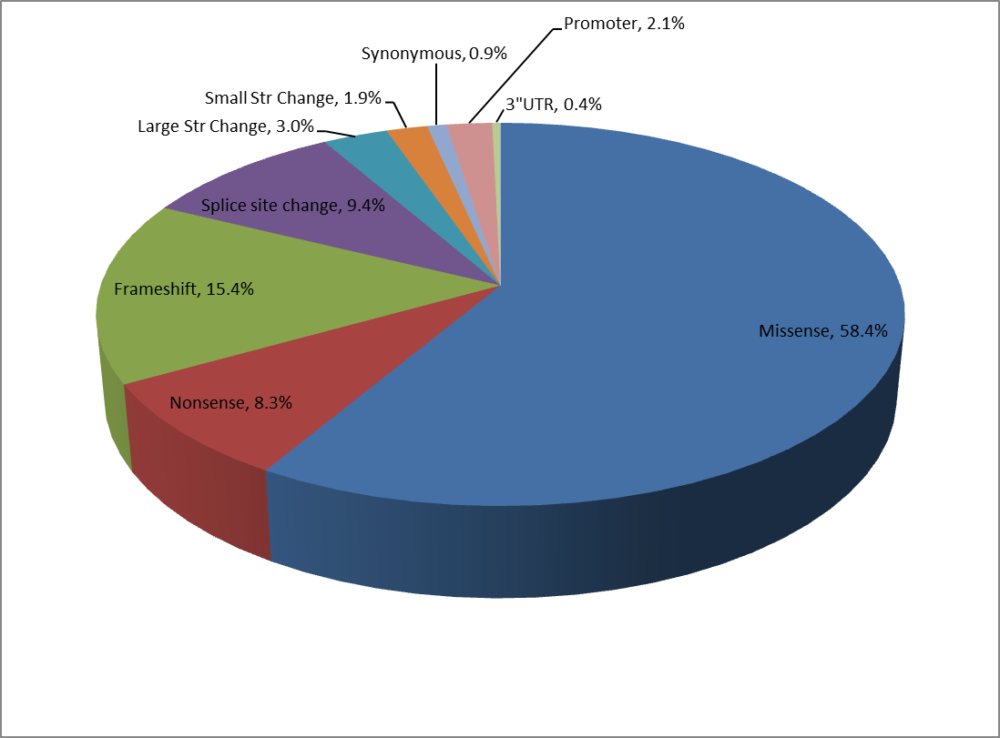 Promoter, 2.1%
Synonymous, 0.9%
Small Str Change, 1.9%
3"UTR, 0.4%
Large Str Change, 3.0%
Splice site change, 9.4%
Frameshift, 15.4%
Missense, 58.4%
Nonsense, 8.3%